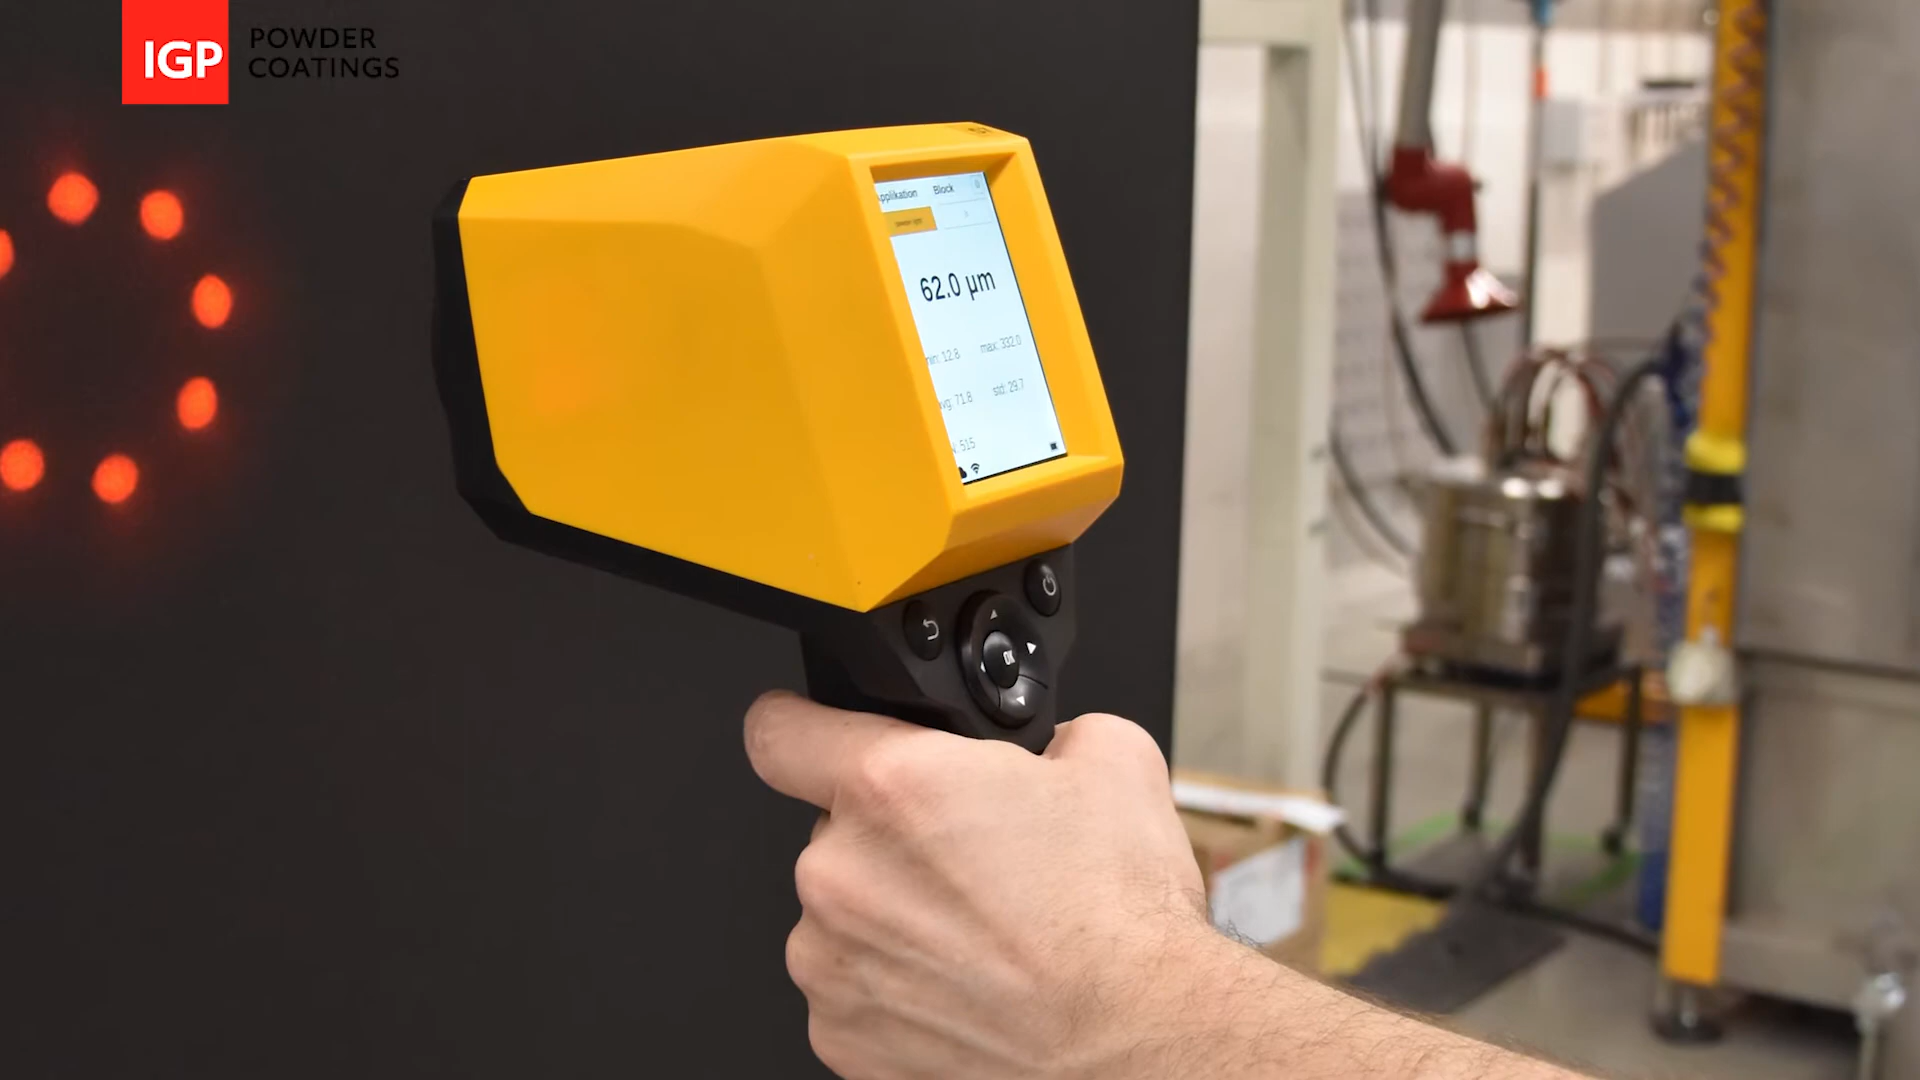 IGP
POWDER
COATINGS
pplikation Block
62.0 µm
min: 12.8 max: 332.0
avg: 71.8 std: 29.7
N: 515
OK